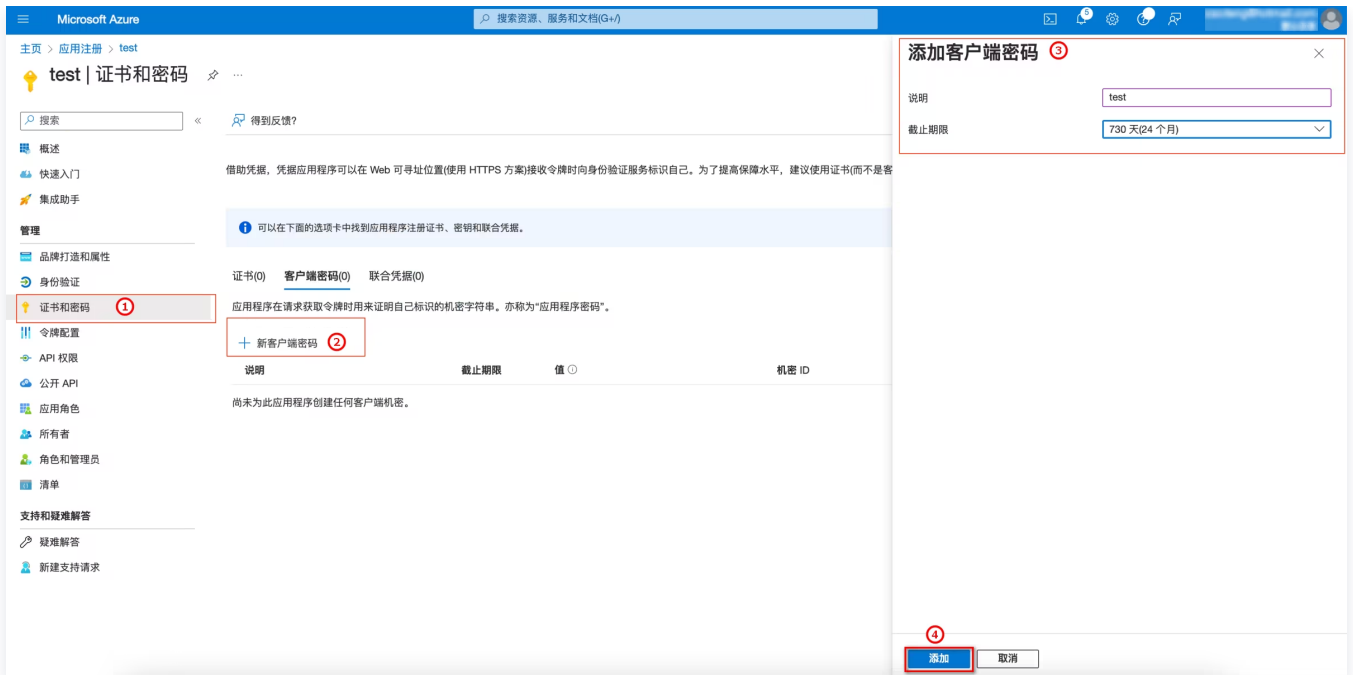 Microsoft Azure
搜索资源、服务和文档(G+/)
5
主页 > 应用注册 > test
test | 证书和密码
搜索
«
得到反馈?
概述
快速入门
集成助手
管理
品牌打造和属性
身份验证
证书和密码 1
令牌配置
API 权限
公开 API
应用角色
所有者
角色和管理员
清单
支持和疑难解答
疑难解答
新建支持请求
借助凭据，凭据应用程序可以在 Web 可寻址位置(使用 HTTPS 方案)接收令牌时向身份验证服务标识自己。为了提高保障水平，建议使用证书(而不是客
可以在下面的选项卡中找到应用程序注册证书、密钥和联合凭据。
证书(0) 客户端密码(0) 联合凭据(0)
应用程序在请求获取令牌时用来证明自己标识的机密字符串。亦称为“应用程序密码”。
新客户端密码 2
说明 截止期限 值 机密 ID
尚未为此应用程序创建任何客户端机密。
添加客户端密码 3
说明 test
截止期限 730 天(24 个月)
4
添加 取消